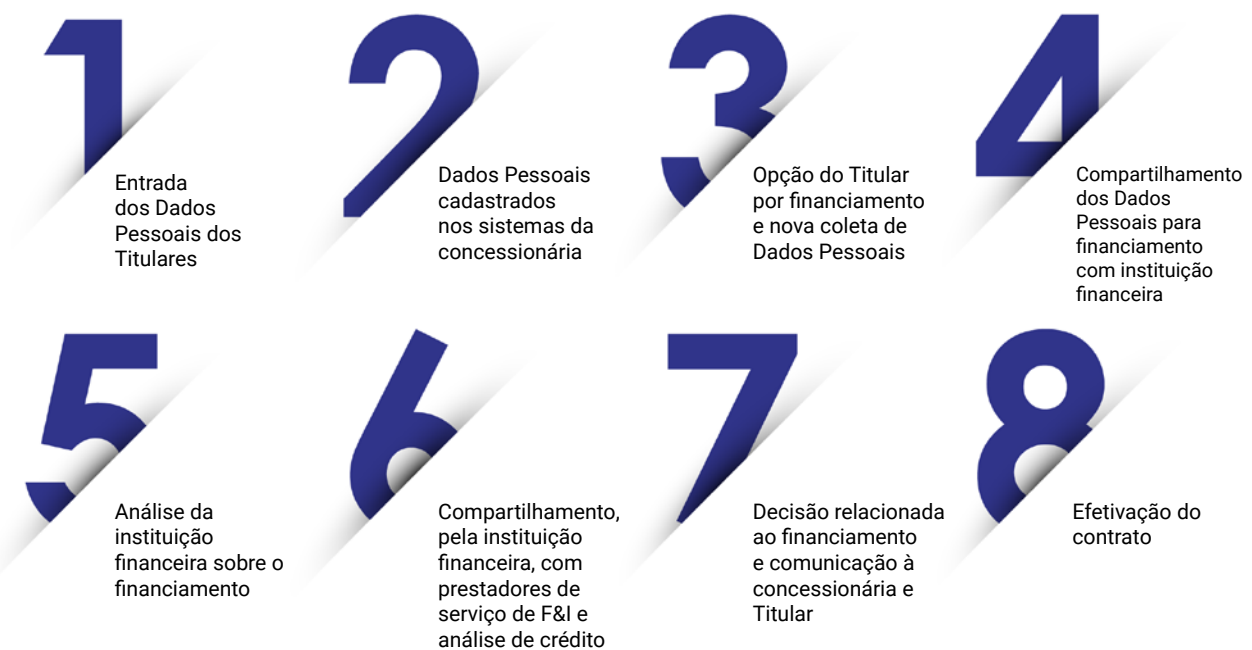 1
Entrada
dos Dados
Pessoais dos
Titulares
2
Dados Pessoais
cadastrados
nos sistemas da
concessionária
3
Opção do Titular
por financiamento
e nova coleta de
Dados Pessoais
4
Compartilhamento
dos Dados
Pessoais para
financiamento
com instituição
financeira
5
Análise da
instituição
financeira sobre o
financiamento
6
Compartilhamento,
pela instituição
financeira, com
prestadores de
serviço de F&I e
análise de crédito
7
Decisão relacionada
ao financiamento
e comunicação à
concessionária e
Titular
8
Efetivação do
contrato